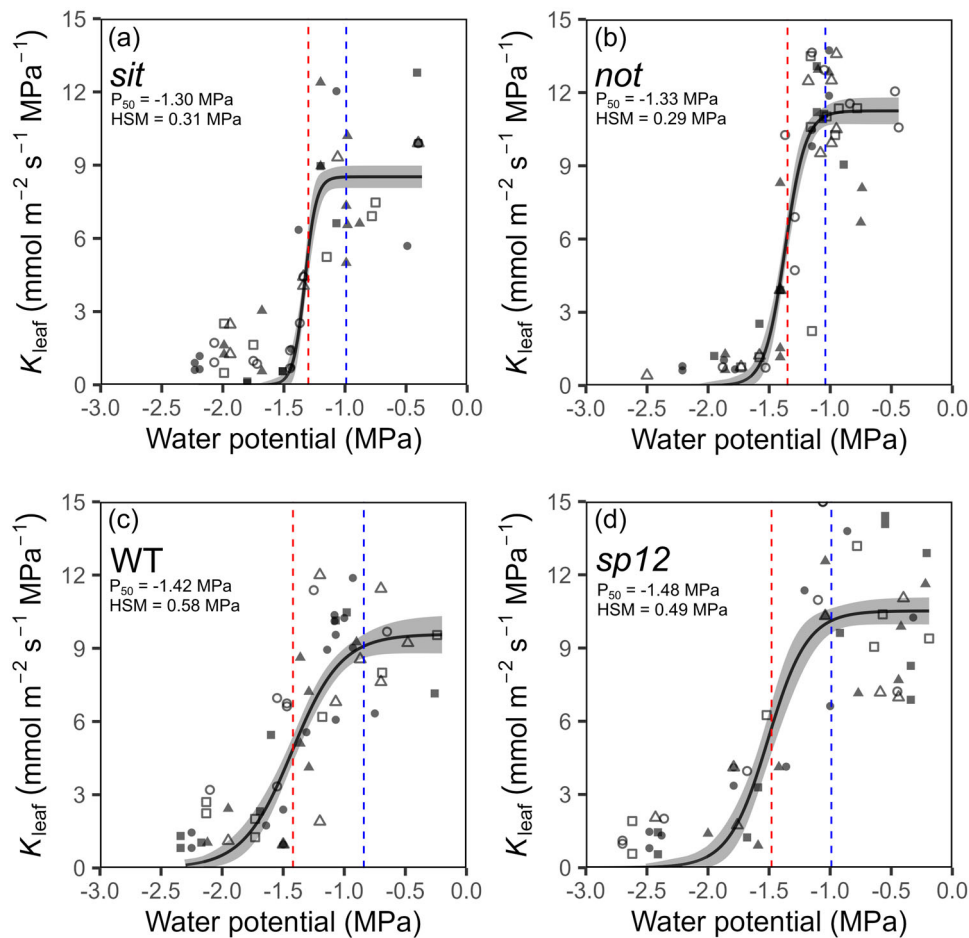 (a)
sit
P50 = -1.30 MPa
HSM = 0.31 MPa
Kleaf (mmol m−2 s−1 MPa−1)
15
12
9
6
3
0
-3.0 -2.5 -2.0 -1.5 -1.0 -0.5 0.0
Water potential (MPa)
(b)
not
P50 = -1.33 MPa
HSM = 0.29 MPa
Kleaf (mmol m−2 s−1 MPa−1)
15
12
9
6
3
0
-3.0 -2.5 -2.0 -1.5 -1.0 -0.5 0.0
Water potential (MPa)
(c)
WT
P50 = -1.42 MPa
HSM = 0.58 MPa
Kleaf (mmol m−2 s−1 MPa−1)
15
12
9
6
3
0
-3.0 -2.5 -2.0 -1.5 -1.0 -0.5 0.0
Water potential (MPa)
(d)
sp12
P50 = -1.48 MPa
HSM = 0.49 MPa
Kleaf (mmol m−2 s−1 MPa−1)
15
12
9
6
3
0
-3.0 -2.5 -2.0 -1.5 -1.0 -0.5 0.0
Water potential (MPa)